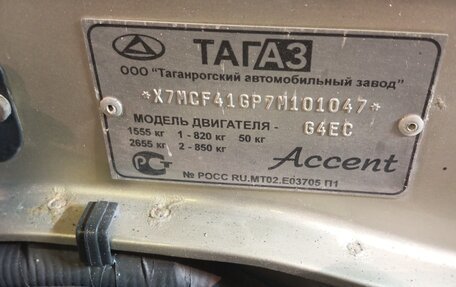 ТАГАЗ
ООО "Таганрогский автомобильный завод"
*X7MCF41GP7M101047*
МОДЕЛЬ ДВИГАТЕЛЯ - G4EC
1555 кг 1 - 820 кг 50 кг
2655 кг 2 - 850 кг
Accent
№ РОСС RU.МТ02.Е03705 П1